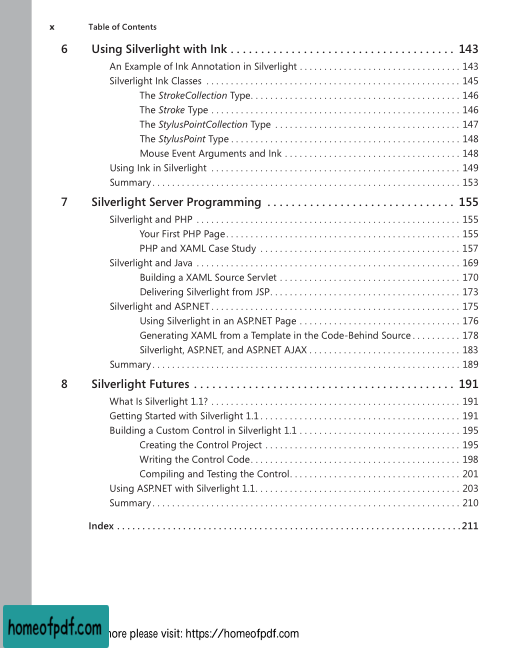 x Table of Contents
6 Using Silverlight with Ink . . . . . . . . . . . . . . . . . . . . . . . . . . . . . . . . . . . . . 143
An Example of Ink Annotation in Silverlight . . . . . . . . . . . . . . . . . . . . . . . . . . . . . . . . 143
Silverlight Ink Classes . . . . . . . . . . . . . . . . . . . . . . . . . . . . . . . . . . . . . . . . . . . . . . . . . . 145
The StrokeCollection Type. . . . . . . . . . . . . . . . . . . . . . . . . . . . . . . . . . . . . . . . . 146
The Stroke Type . . . . . . . . . . . . . . . . . . . . . . . . . . . . . . . . . . . . . . . . . . . . . . . . . 146
The StylusPointCollection Type . . . . . . . . . . . . . . . . . . . . . . . . . . . . . . . . . . . . . 147
The StylusPoint Type . . . . . . . . . . . . . . . . . . . . . . . . . . . . . . . . . . . . . . . . . . . . . 148
Mouse Event Arguments and Ink . . . . . . . . . . . . . . . . . . . . . . . . . . . . . . . . . . . 148
Using Ink in Silverlight . . . . . . . . . . . . . . . . . . . . . . . . . . . . . . . . . . . . . . . . . . . . . . . . . 149
Summary. . . . . . . . . . . . . . . . . . . . . . . . . . . . . . . . . . . . . . . . . . . . . . . . . . . . . . . . . . . . . 153
7 Silverlight Server Programming . . . . . . . . . . . . . . . . . . . . . . . . . . . . . . . 155
Silverlight and PHP . . . . . . . . . . . . . . . . . . . . . . . . . . . . . . . . . . . . . . . . . . . . . . . . . . . . 155
Your First PHP Page. . . . . . . . . . . . . . . . . . . . . . . . . . . . . . . . . . . . . . . . . . . . . . 155
PHP and XAML Case Study . . . . . . . . . . . . . . . . . . . . . . . . . . . . . . . . . . . . . . . . 157
Silverlight and Java . . . . . . . . . . . . . . . . . . . . . . . . . . . . . . . . . . . . . . . . . . . . . . . . . . . . 169
Building a XAML Source Servlet . . . . . . . . . . . . . . . . . . . . . . . . . . . . . . . . . . . . 170
Delivering Silverlight from JSP. . . . . . . . . . . . . . . . . . . . . . . . . . . . . . . . . . . . . . 173
Silverlight and ASP.NET. . . . . . . . . . . . . . . . . . . . . . . . . . . . . . . . . . . . . . . . . . . . . . . . . 175
Using Silverlight in an ASP.NET Page . . . . . . . . . . . . . . . . . . . . . . . . . . . . . . . . 176
Generating XAML from a Template in the Code-Behind Source. . . . . . . . . . 178
Silverlight, ASP.NET, and ASP.NET AJAX . . . . . . . . . . . . . . . . . . . . . . . . . . . . . . 183
Summary. . . . . . . . . . . . . . . . . . . . . . . . . . . . . . . . . . . . . . . . . . . . . . . . . . . . . . . . . . . . . 189
8 Silverlight Futures . . . . . . . . . . . . . . . . . . . . . . . . . . . . . . . . . . . . . . . . . . . 191
What Is Silverlight 1.1? . . . . . . . . . . . . . . . . . . . . . . . . . . . . . . . . . . . . . . . . . . . . . . . . . 191
Getting Started with Silverlight 1.1. . . . . . . . . . . . . . . . . . . . . . . . . . . . . . . . . . . . . . . . 191
Building a Custom Control in Silverlight 1.1 . . . . . . . . . . . . . . . . . . . . . . . . . . . . . . . . 195
Creating the Control Project . . . . . . . . . . . . . . . . . . . . . . . . . . . . . . . . . . . . . . . 195
Writing the Control Code. . . . . . . . . . . . . . . . . . . . . . . . . . . . . . . . . . . . . . . . . . 198
Compiling and Testing the Control. . . . . . . . . . . . . . . . . . . . . . . . . . . . . . . . . . 201
Using ASP.NET with Silverlight 1.1. . . . . . . . . . . . . . . . . . . . . . . . . . . . . . . . . . . . . . . . . 203
Summary. . . . . . . . . . . . . . . . . . . . . . . . . . . . . . . . . . . . . . . . . . . . . . . . . . . . . . . . . . . . . 210
Index . . . . . . . . . . . . . . . . . . . . . . . . . . . . . . . . . . . . . . . . . . . . . . . . . . . . . . . . . . . . . . . . . . . .211
homeofpdf.com please visit: https://homeofpdf.com